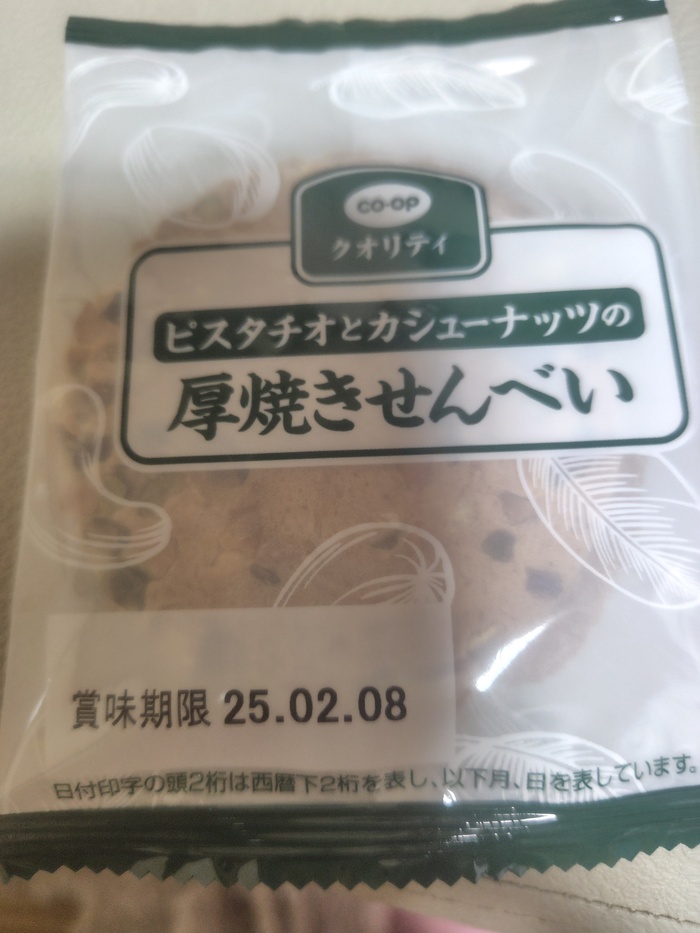 co·op
クオリティ
ピスタチオとカシューナッツの
厚焼きせんべい
賞味期限 25.02.08
日付印字の頭2桁は西暦下2桁を表し、以下月、日を表しています。